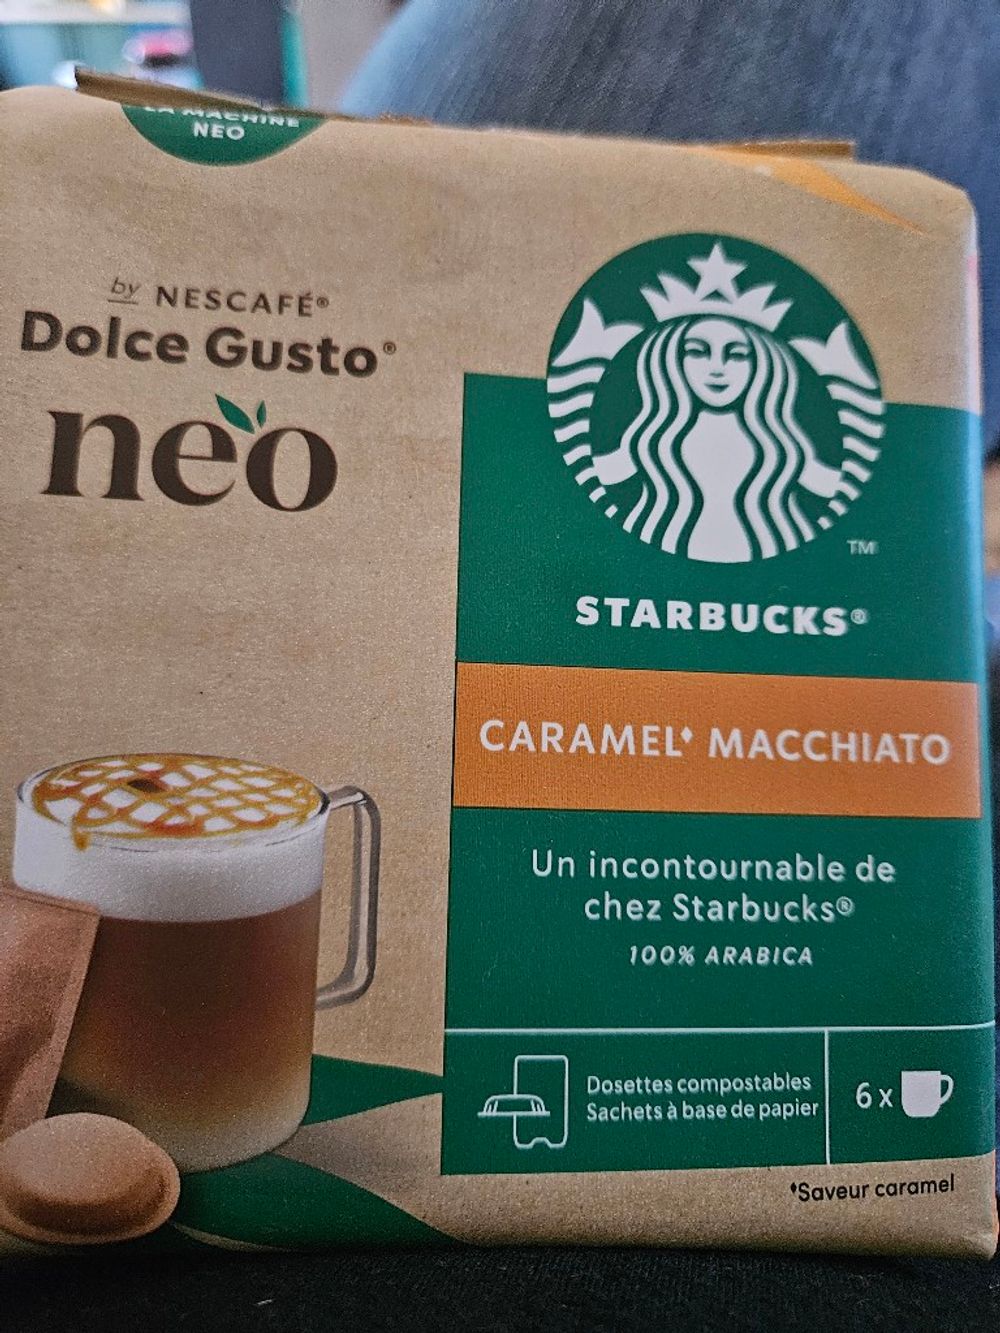 LA MACHINE
NEO
by NESCAFÉ®
Dolce Gusto®
neo
TM
STARBUCKS®
CARAMEL♦ MACCHIATO
Un incontournable de
chez Starbucks®
100% ARABICA
Dosettes compostables
Sachets à base de papier
6 x
♦Saveur caramel